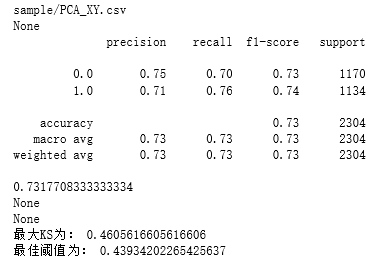 sample/PCA_XY.csv
None
precision recall f1-score support
0.0 0.75 0.70 0.73 1170
1.0 0.71 0.76 0.74 1134
accuracy 0.73 2304
macro avg 0.73 0.73 0.73 2304
weighted avg 0.73 0.73 0.73 2304
0.7317708333333334
None
None
最大KS为: 0.4605616605616606
最佳阈值为: 0.43934202265425637